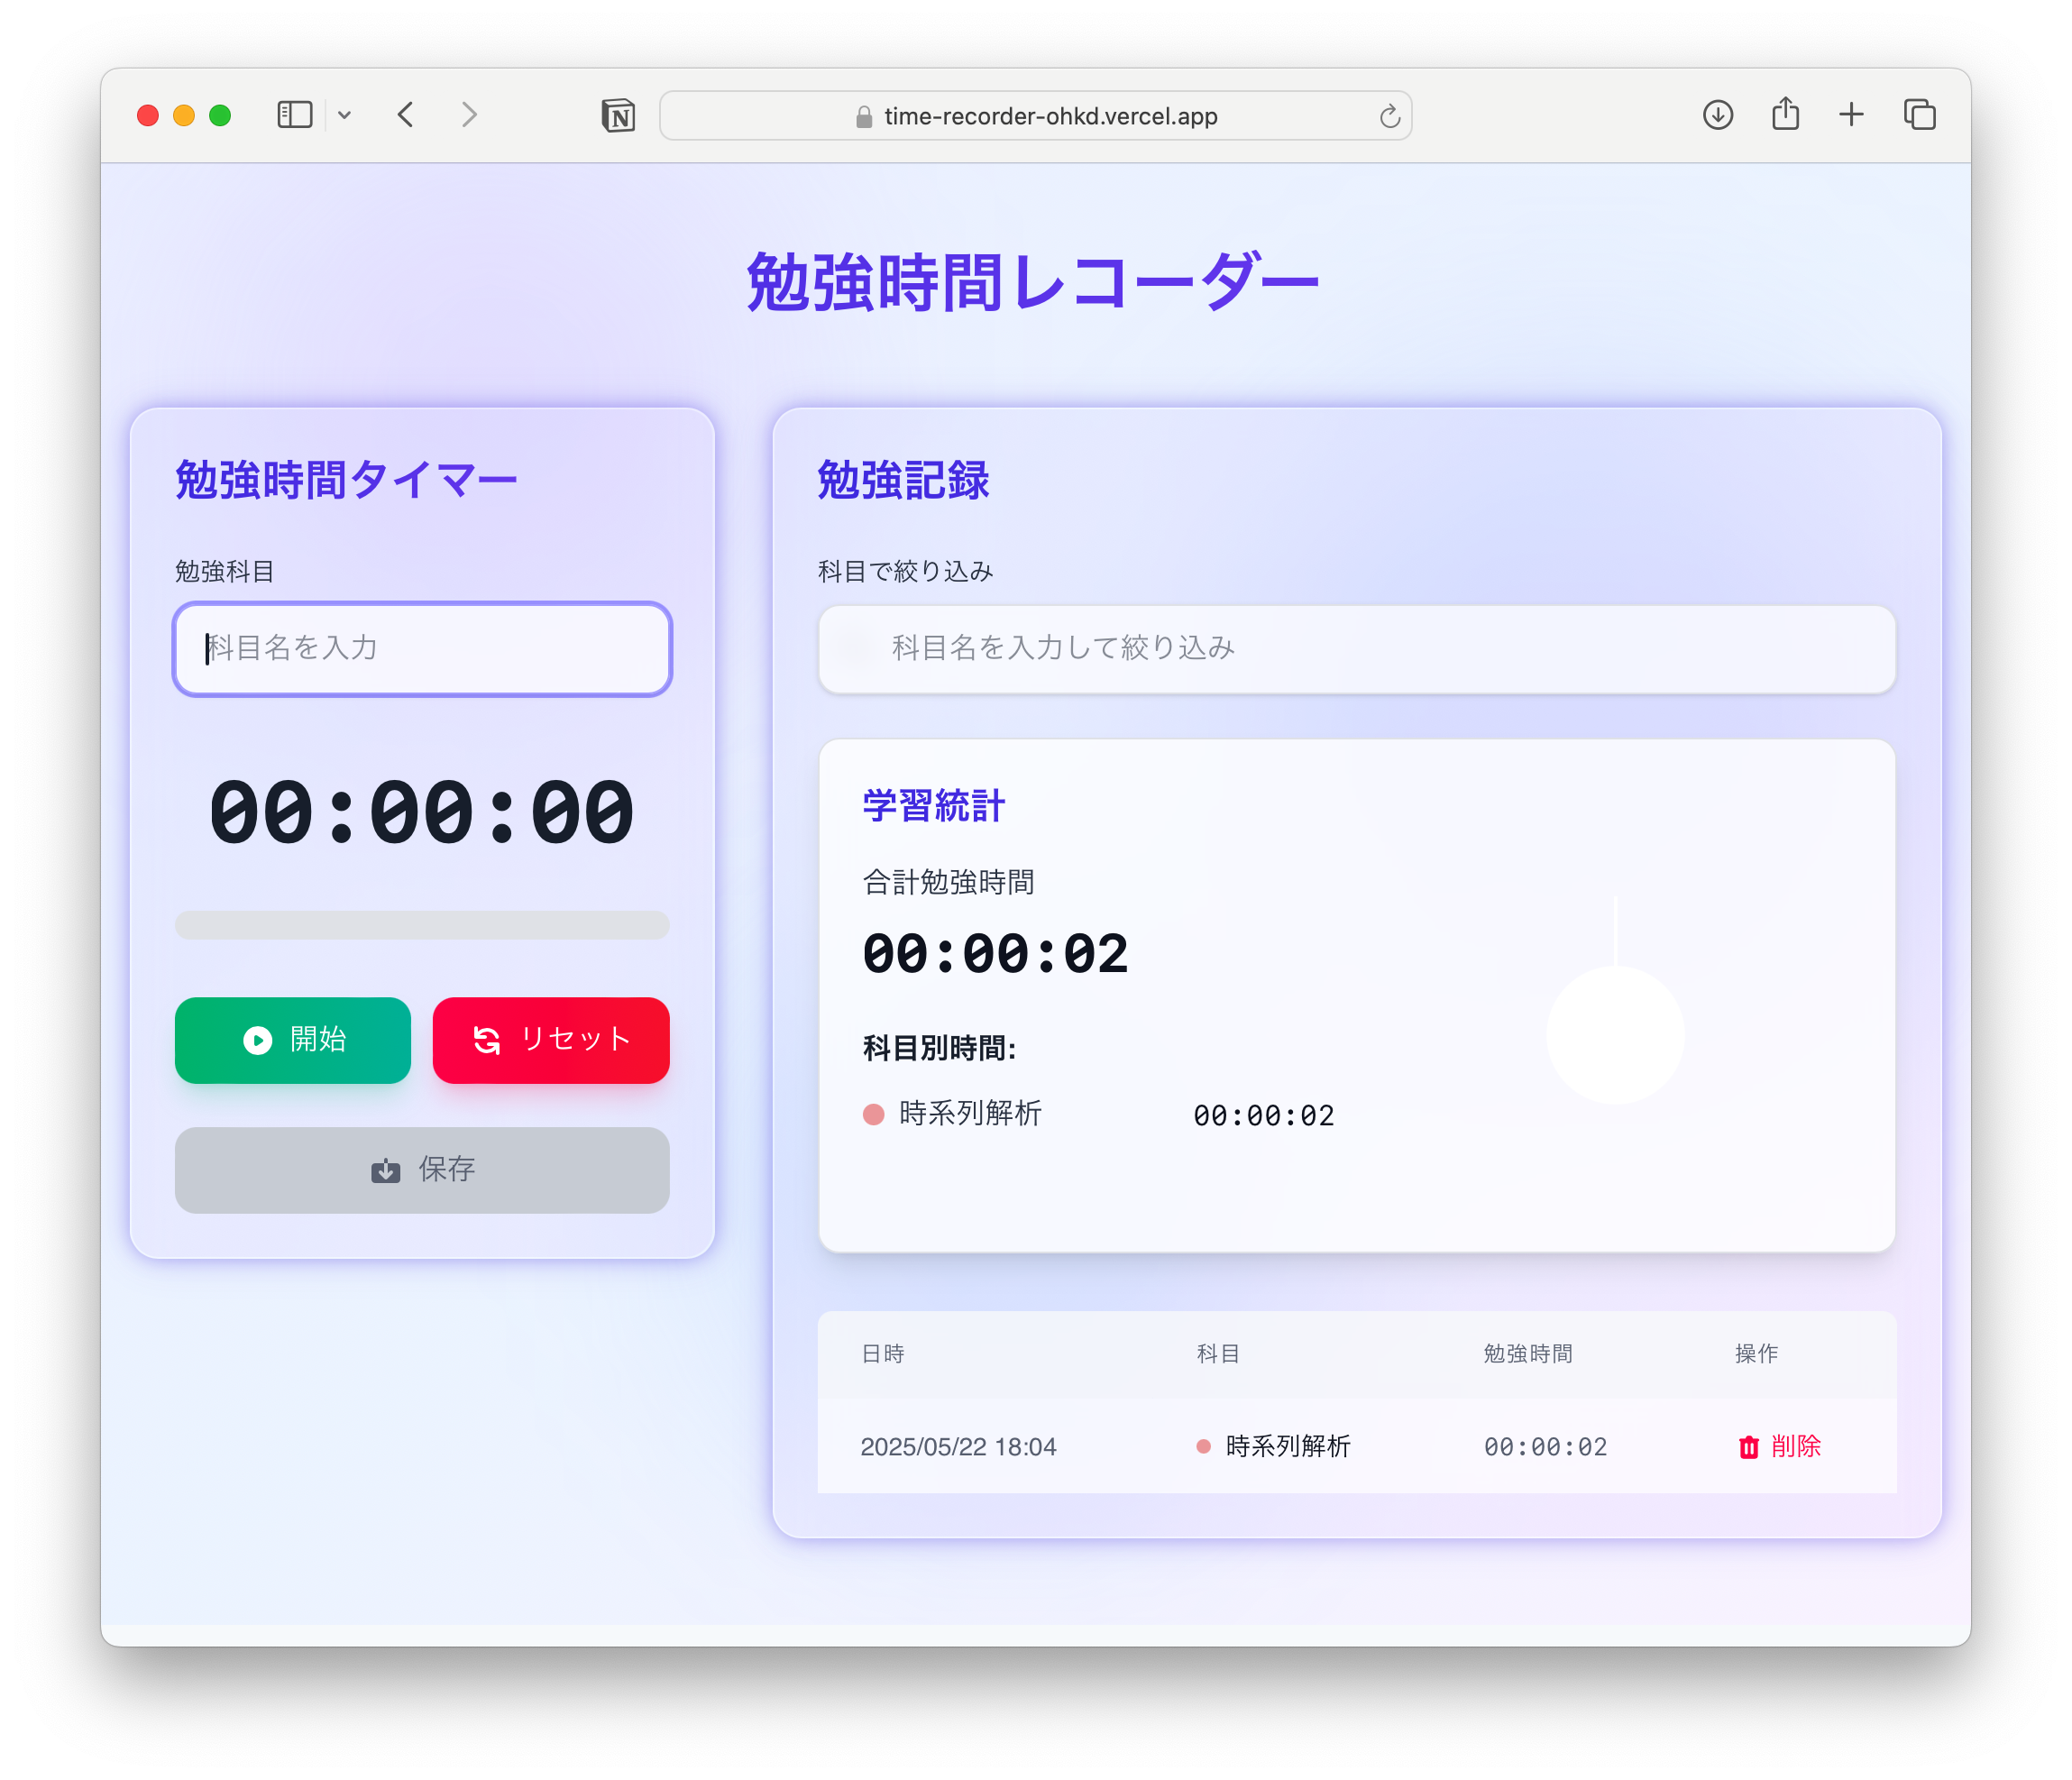 time-recorder-ohkd.vercel.app
勉強時間レコーダー
勉強時間タイマー
勉強科目
科目名を入力
00:00:00
開始
リセット
保存
勉強記録
科目で絞り込み
科目名を入力して絞り込み
学習統計
合計勉強時間
00:00:02
科目別時間:
時系列解析 00:00:02
日時 科目 勉強時間 操作
2025/05/22 18:04 時系列解析 00:00:02 削除